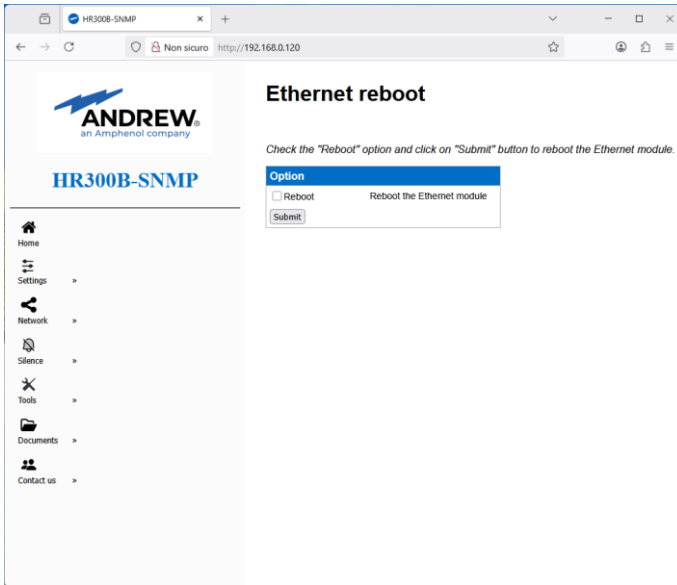 HR300B-SNMP
Non sicuro http://192.168.0.120
ANDREW®
an Amphenol company
HR300B-SNMP
Home
Settings »
Network »
Silence »
Tools »
Documents »
Contact us »
Ethernet reboot
Check the "Reboot" option and click on "Submit" button to reboot the Ethernet module.
Option
Reboot Reboot the Ethernet module
Submit